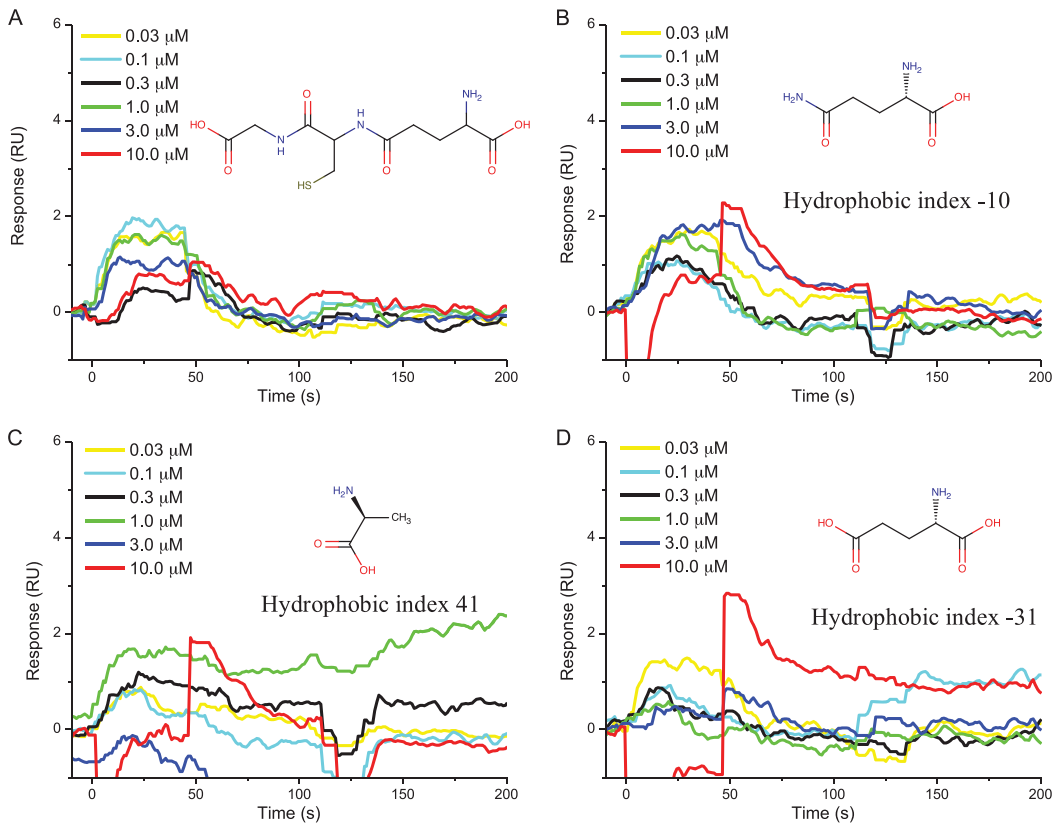 A
6
4
2
0
Response (RU)
0.03 µM
0.1 µM
0.3 µM
1.0 µM
3.0 µM
10.0 µM
HO
O
N
H
O
HS
H
N
O
NH₂
OH
O
0
50
100
150
200
Time (s)
B
6
4
2
0
Response (RU)
0.03 µM
0.1 µM
0.3 µM
1.0 µM
3.0 µM
10.0 µM
H₂N
O
NH₂
OH
O
Hydrophobic index -10
0
50
100
150
200
Time (s)
C
6
4
2
0
Response (RU)
0.03 µM
0.1 µM
0.3 µM
1.0 µM
3.0 µM
10.0 µM
H₂N
CH₃
O
OH
Hydrophobic index 41
0
50
100
150
200
Time (s)
D
6
4
2
0
Response (RU)
0.03 µM
0.1 µM
0.3 µM
1.0 µM
3.0 µM
10.0 µM
HO
O
NH₂
OH
O
Hydrophobic index -31
0
50
100
150
200
Time (s)